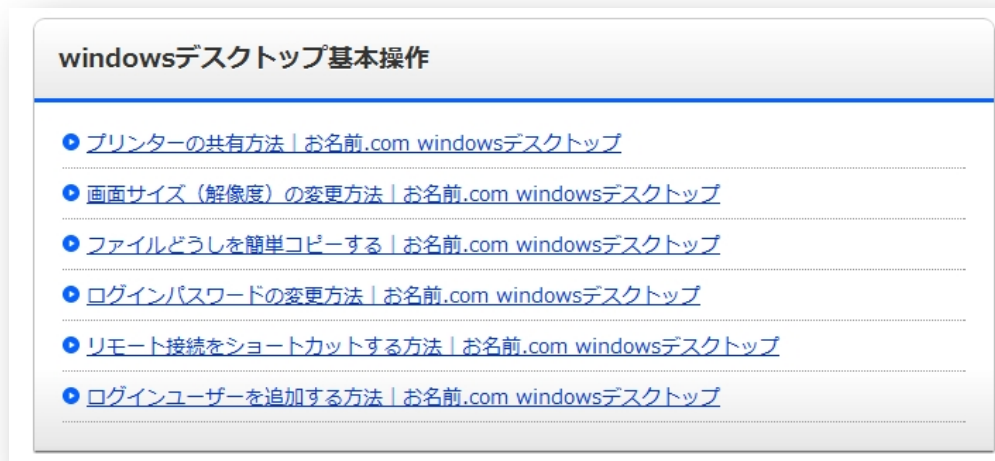 windowsデスクトップ基本操作
プリンターの共有方法｜お名前.com windowsデスクトップ
画面サイズ（解像度）の変更方法｜お名前.com windowsデスクトップ
ファイルどうしを簡単コピーする｜お名前.com windowsデスクトップ
ログインパスワードの変更方法｜お名前.com windowsデスクトップ
リモート接続をショートカットする方法｜お名前.com windowsデスクトップ
ログインユーザーを追加する方法｜お名前.com windowsデスクトップ